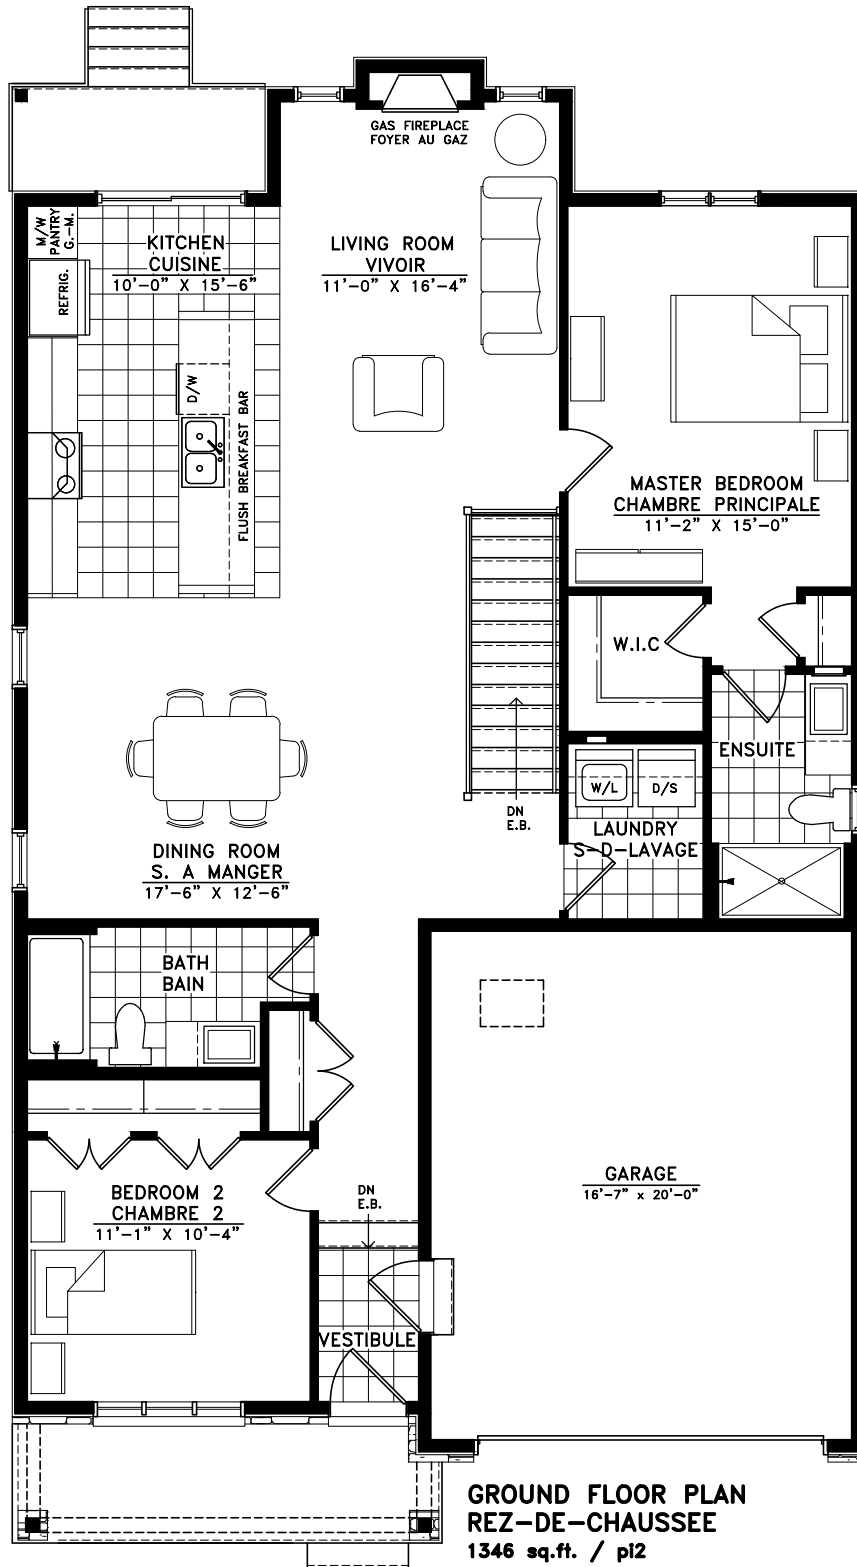 GAS FIREPLACE
FOYER AU GAZ
M/W
PANTRY
G.-M.
KITCHEN
CUISINE
10'-0" X 15'-6"
LIVING ROOM
VIVOIR
11'-0" X 16'-4"
REFRIG.
D/W
FLUSH BREAKFAST BAR
MASTER BEDROOM
CHAMBRE PRINCIPALE
11'-2" X 15'-0"
W.I.C
ENSUITE
W/L
D/S
DN
E.B.
LAUNDRY
S-D-LAVAGE
DINING ROOM
S. A MANGER
17'-6" X 12'-6"
BATH
BAIN
GARAGE
16'-7" x 20'-0"
BEDROOM 2
CHAMBRE 2
11'-1" X 10'-4"
DN
E.B.
VESTIBULE
GROUND FLOOR PLAN
REZ-DE-CHAUSSEE
1346 sq.ft. / pi2